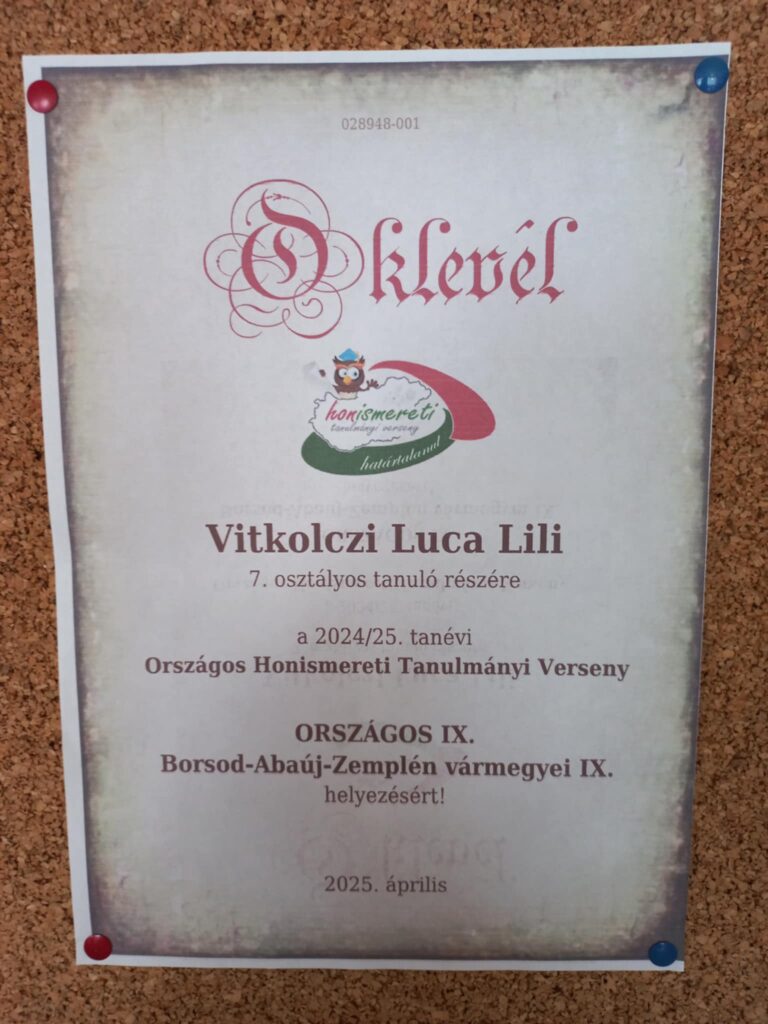 028948-001
Oklevél
honismereti
tanulmányi verseny
határtalanul
Vitkolczi Luca Lili
7. osztályos tanuló részére
a 2024/25. tanévi
Országos Honismereti Tanulmányi Verseny
ORSZÁGOS IX.
Borsod-Abaúj-Zemplén vármegyei IX.
helyezésért!
2025. április